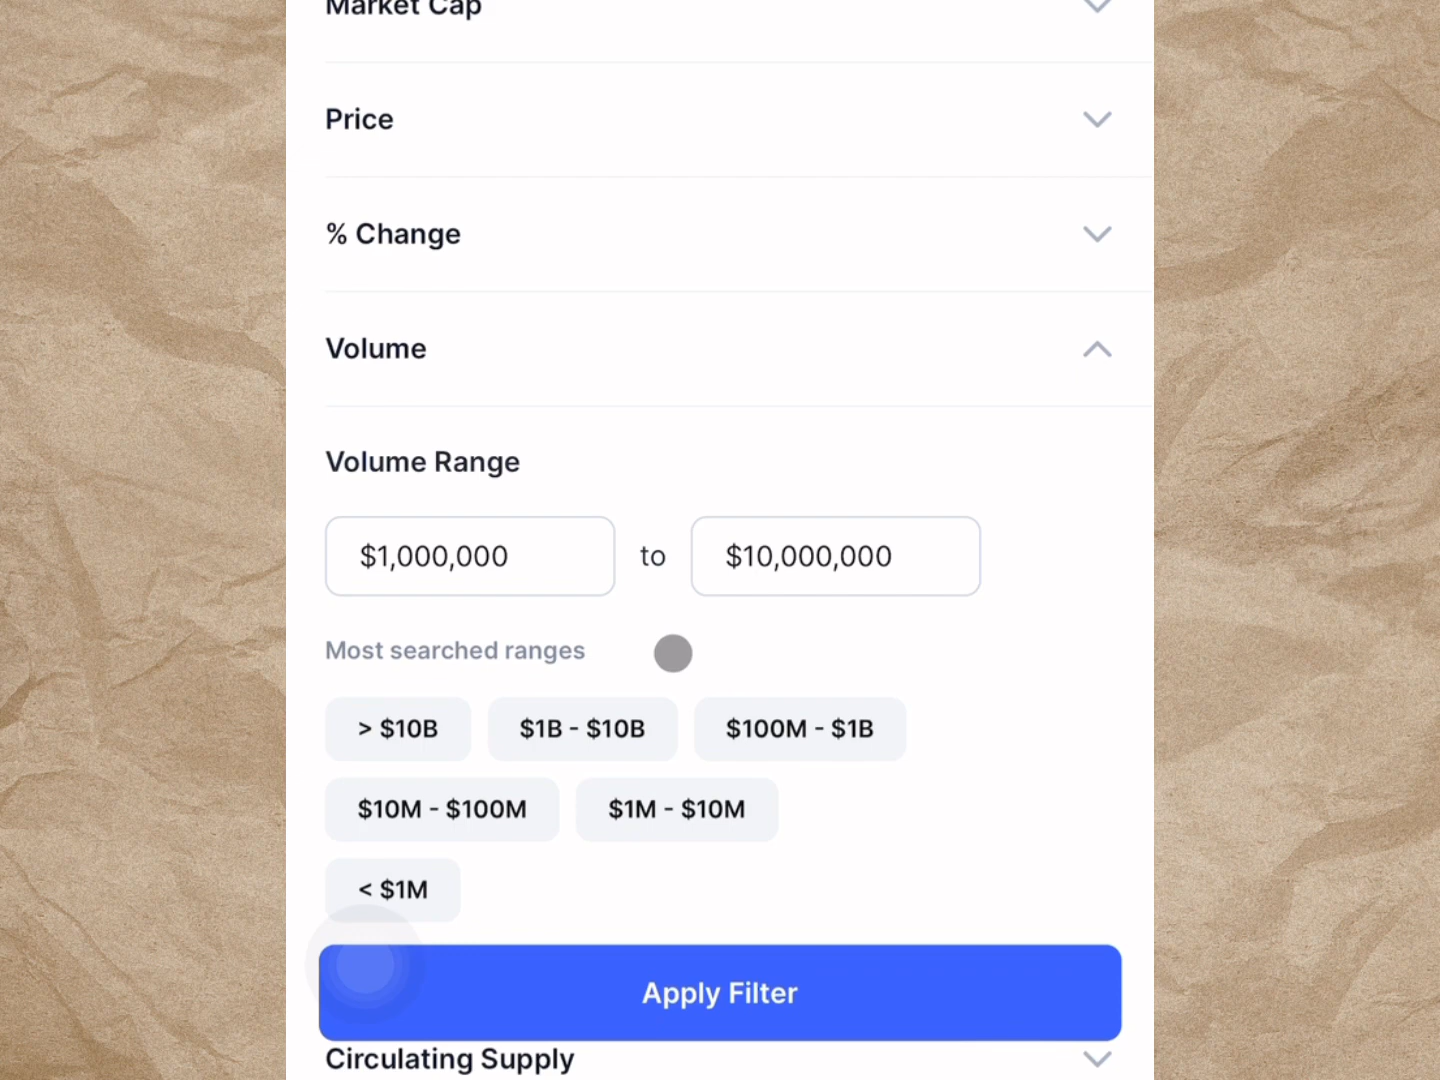 Market Cap
Price
% Change
Volume
Volume Range
$1,000,000 to $10,000,000
Most searched ranges
> $10B $1B - $10B $100M - $1B
$10M - $100M $1M - $10M
< $1M
Apply Filter
Circulating Supply